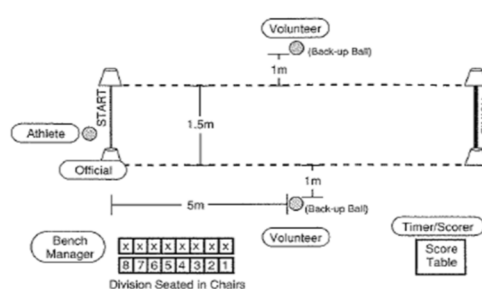 Volunteer
(Back-up Ball)
1m
START
1.5m
Athlete
Official
1m
5m
(Back-up Ball)
Volunteer
Timer/Scorer
Bench
Manager
x x x x x x x x
8 7 6 5 4 3 2 1
Score
Table
Division Seated in Chairs